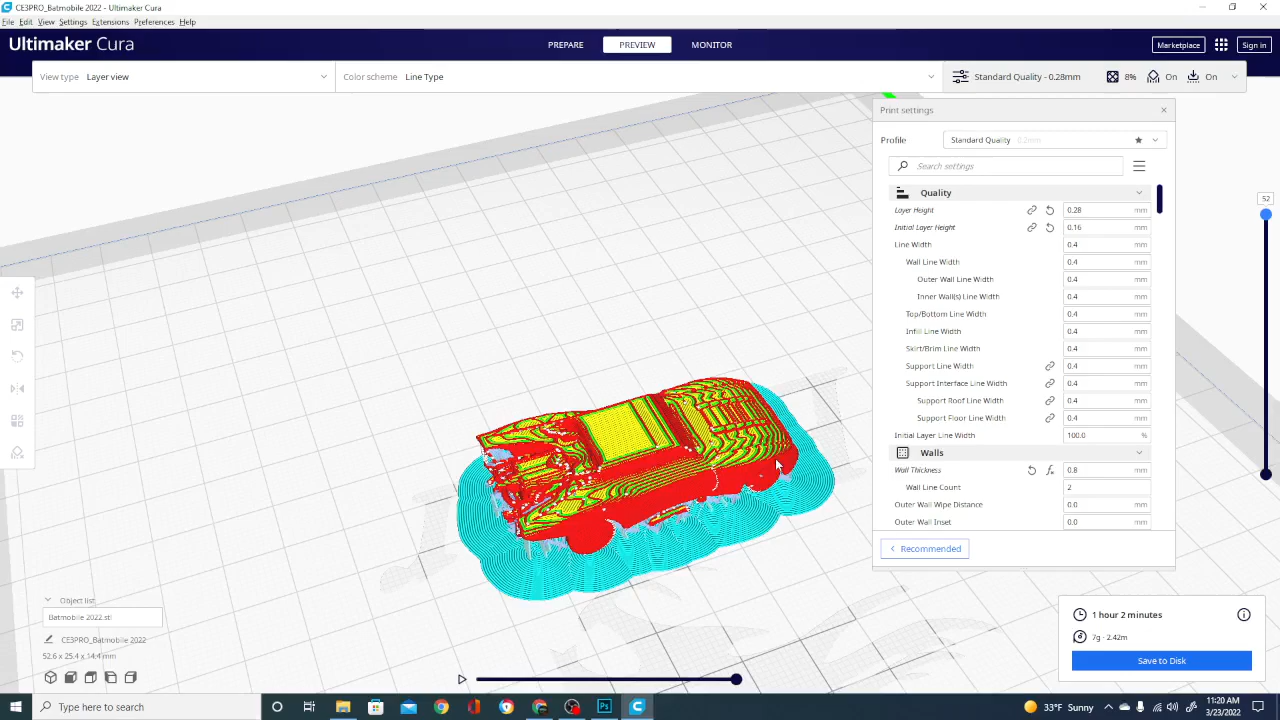 CE3PRO_Batmobile 2022 - Ultimaker Cura
File Edit View Settings Extensions Preferences Help
Ultimaker Cura
PREPARE
PREVIEW
MONITOR
Marketplace
Sign in
View type Layer view
Color scheme Line Type
Standard Quality - 0.28mm
8%
On
On
Print settings
Profile Standard Quality 0.2mm
Search settings
Quality
Layer Height 0.28 mm
Initial Layer Height 0.16 mm
Line Width 0.4 mm
Wall Line Width 0.4 mm
Outer Wall Line Width 0.4 mm
Inner Wall(s) Line Width 0.4 mm
Top/Bottom Line Width 0.4 mm
Infill Line Width 0.4 mm
Skirt/Brim Line Width 0.4 mm
Support Line Width 0.4 mm
Support Interface Line Width 0.4 mm
Support Roof Line Width 0.4 mm
Support Floor Line Width 0.4 mm
Initial Layer Line Width 100.0 %
Walls
Wall Thickness 0.8 mm
Wall Line Count 2
Outer Wall Wipe Distance 0.0 mm
Outer Wall Inset 0.0 mm
Recommended
52
Object list
Batmobile 2022.stl
CE3PRO_Batmobile 2022
52.6 x 25.4 x 14.4 mm
1 hour 2 minutes
7g · 2.42m
Save to Disk
Type here to search
33°F Sunny
11:20 AM
3/23/2022